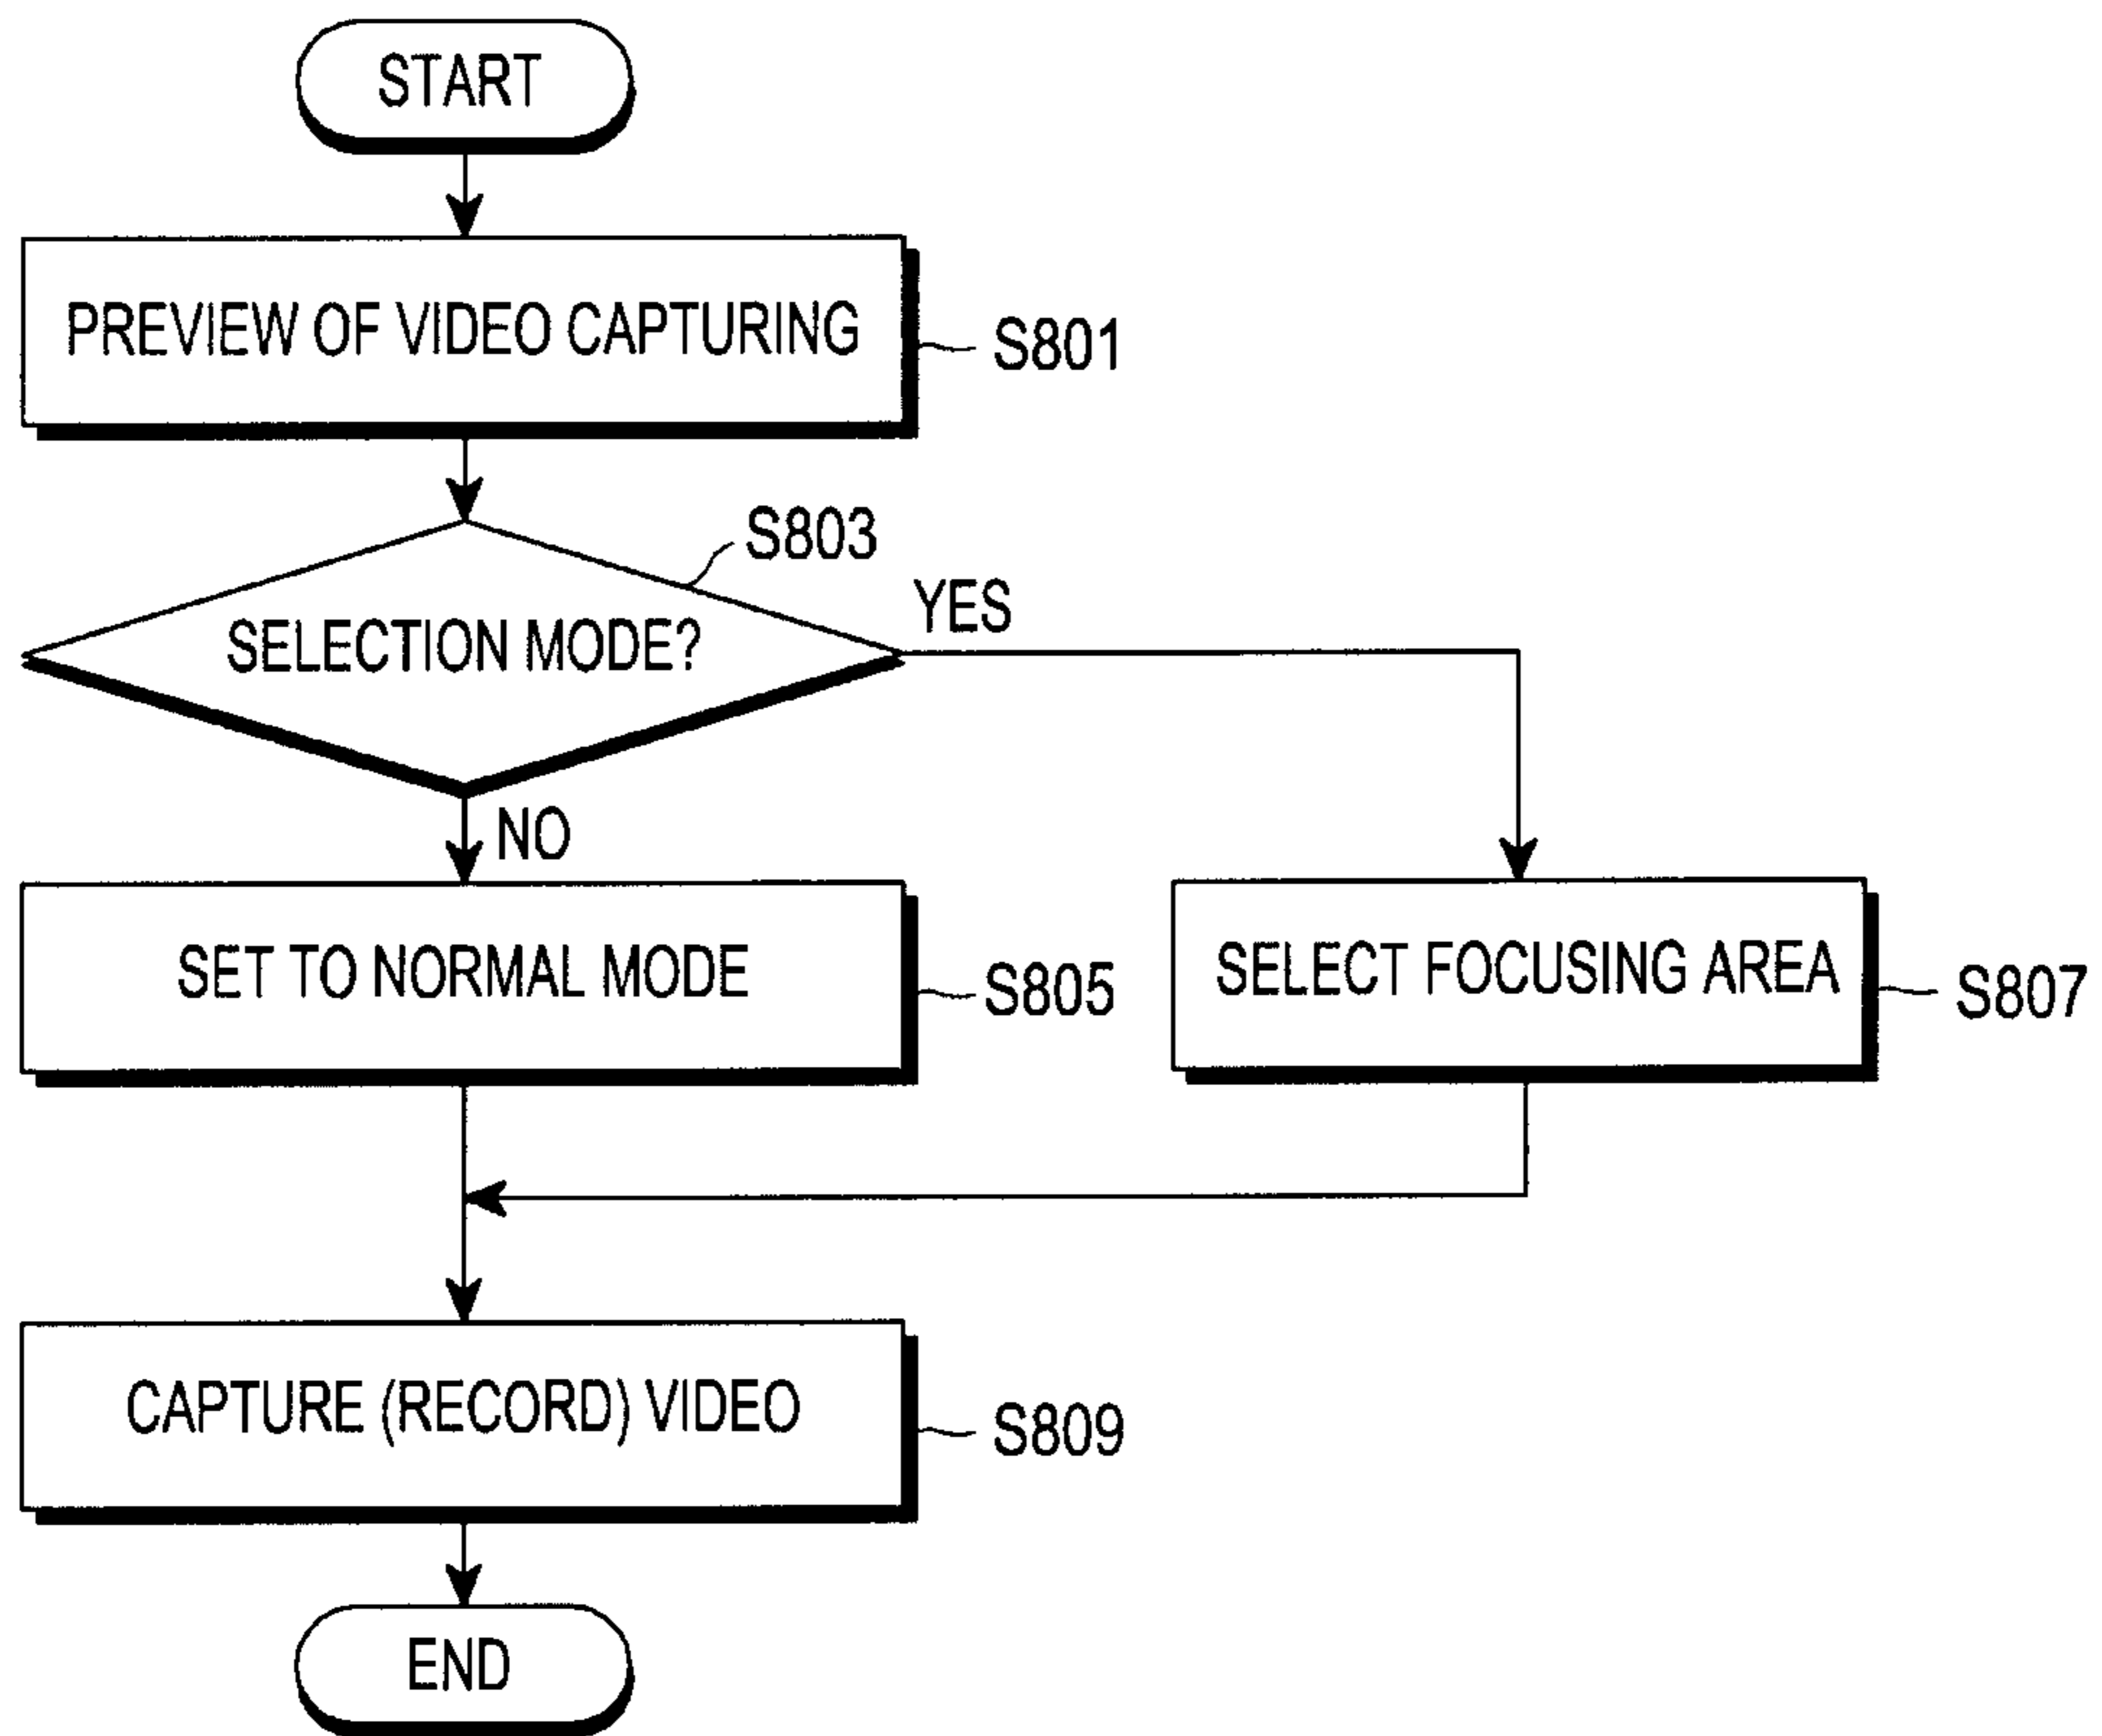 START
PREVIEW OF VIDEO CAPTURING
S801
S803
SELECTION MODE?
YES
NO
SET TO NORMAL MODE
S805
SELECT FOCUSING AREA
S807
CAPTURE (RECORD) VIDEO
S809
END